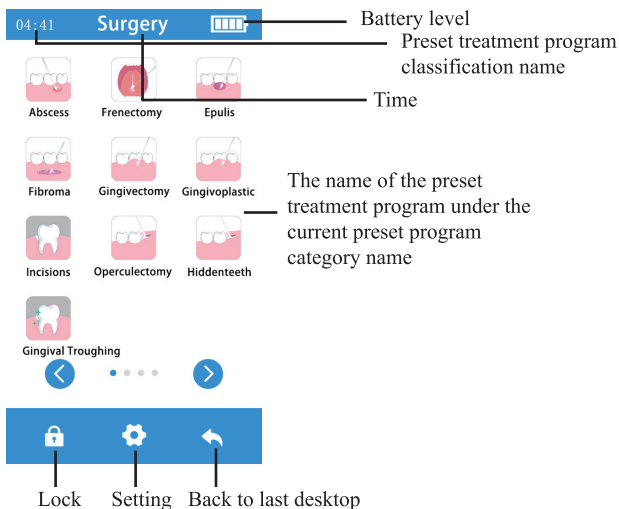 04:41 Surgery
Battery level
Preset treatment program
classification name
Time
Abscess Frenectomy Epulis
Fibroma Gingivectomy Gingivoplastic
The name of the preset
treatment program under the
current preset program
category name
Incisions Operculectomy Hiddenteeth
Gingival Troughing
Lock Setting Back to last desktop